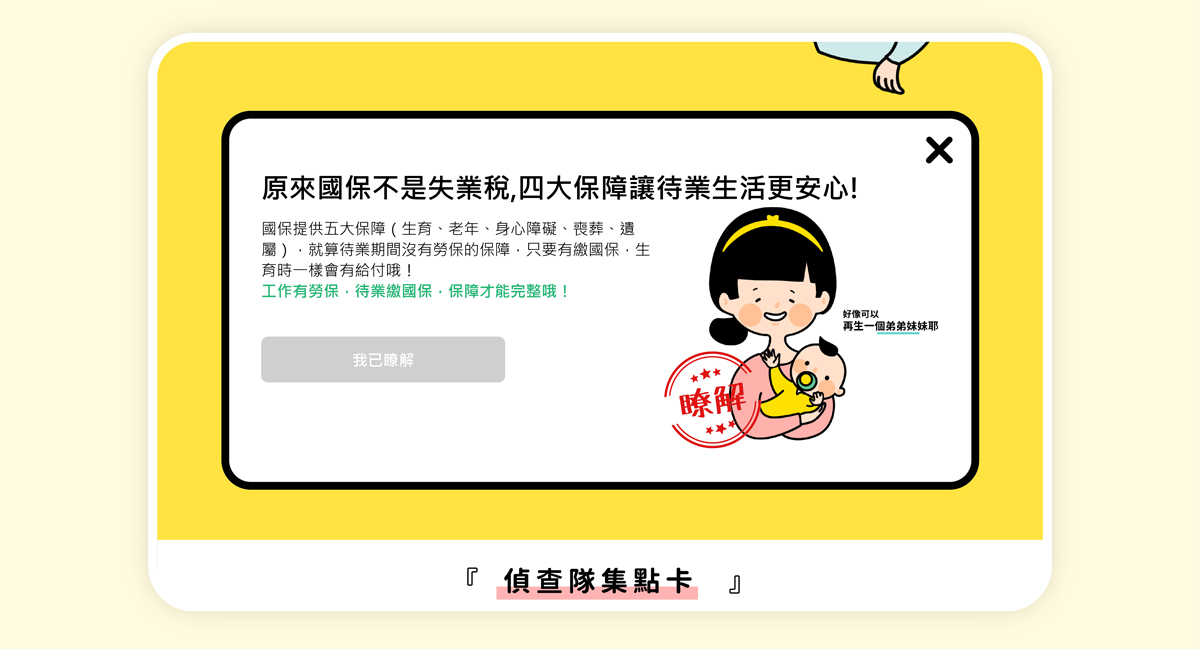 原來國保不是失業稅,四大保障讓待業生活更安心!
國保提供五大保障(生育、老年、身心障礙、喪葬、遺
屬),就算待業期間沒有勞保的保障,只要有繳國保,生
育時一樣會有給付哦!
工作有勞保,待業繳國保,保障才能完整哦!
我已瞭解
好像可以
再生一個弟弟妹妹耶
瞭解
『 偵查隊集點卡 』